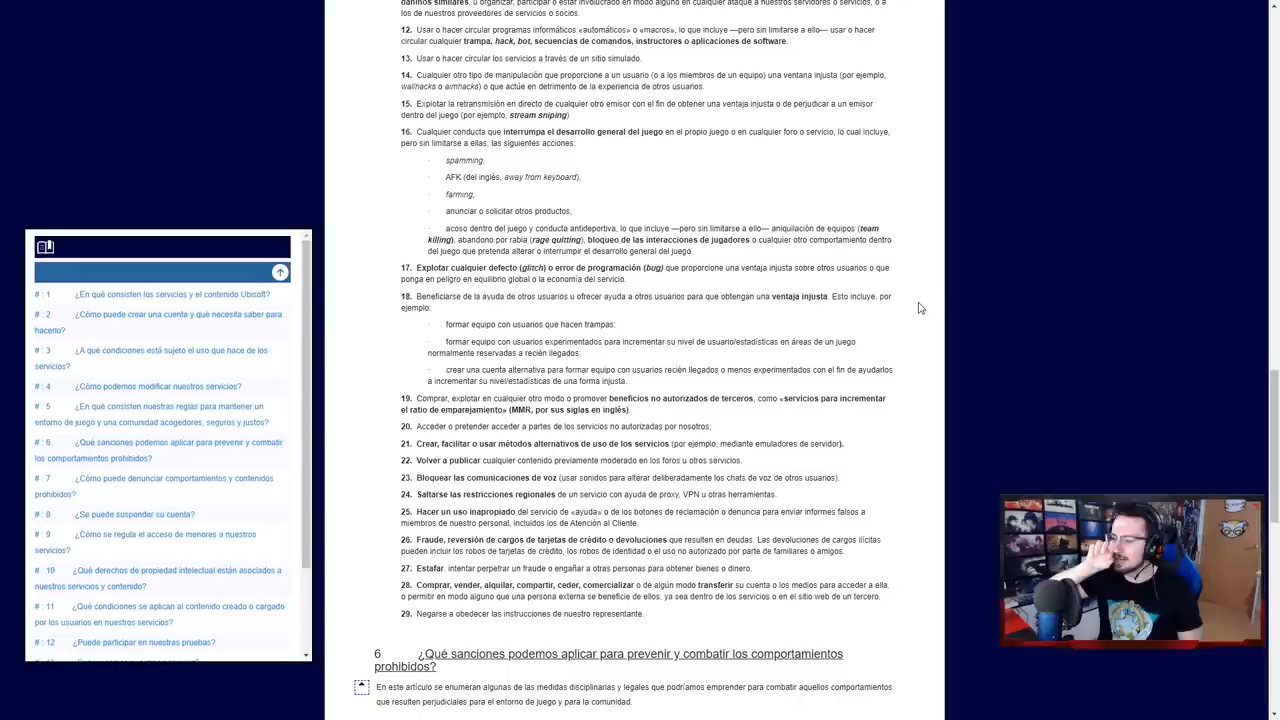 dañinos similares, u organizar, participar o estar involucrado en modo alguno en cualquier ataque a nuestros servidores o servicios, o a
los de nuestros proveedores de servicios o socios.
12. Usar o hacer circular programas informáticos «automáticos» o «macros», lo que incluye —pero sin limitarse a ello— usar o hacer
circular cualquier trampa, hack, bot, secuencias de comandos, instructores o aplicaciones de software.
13. Usar o hacer circular los servicios a través de un sitio simulado.
14. Cualquier otro tipo de manipulación que proporcione a un usuario (o a los miembros de un equipo) una ventana injusta (por ejemplo,
wallhacks o aimhacks) o que actúe en detrimento de la experiencia de otros usuarios.
15. Explotar la retransmisión en directo de cualquier otro emisor con el fin de obtener una ventaja injusta o de perjudicar a un emisor
dentro del juego (por ejemplo, stream sniping)
16. Cualquier conducta que interrumpa el desarrollo general del juego en el propio juego o en cualquier foro o servicio, lo cual incluye,
pero sin limitarse a ellas, las siguientes acciones:
· spamming,
· AFK (del inglés, away from keyboard),
· farming,
· anunciar o solicitar otros productos,
· acoso dentro del juego y conducta antideportiva, lo que incluye —pero sin limitarse a ello— aniquilación de equipos (team
killing), abandono por rabia (rage quitting), bloqueo de las interacciones de jugadores o cualquier otro comportamiento dentro
del juego que pretenda alterar o interrumpir el desarrollo general del juego.
17. Explotar cualquier defecto (glitch) o error de programación (bug) que proporcione una ventaja injusta sobre otros usuarios o que
ponga en peligro en equilibrio global o la economía del servicio.
18. Beneficiarse de la ayuda de otros usuarios u ofrecer ayuda a otros usuarios para que obtengan una ventaja injusta. Esto incluye, por
ejemplo:
· formar equipo con usuarios que hacen trampas;
· formar equipo con usuarios experimentados para incrementar su nivel de usuario/estadísticas en áreas de un juego
normalmente reservadas a recién llegados;
· crear una cuenta alternativa para formar equipo con usuarios recién llegados o menos experimentados con el fin de ayudarlos
a incrementar su nivel/estadísticas de una forma injusta.
19. Comprar, explotar en cualquier otro modo o promover beneficios no autorizados de terceros, como «servicios para incrementar
el ratio de emparejamiento» (MMR, por sus siglas en inglés).
20. Acceder o pretender acceder a partes de los servicios no autorizadas por nosotros;
21. Crear, facilitar o usar métodos alternativos de uso de los servicios (por ejemplo, mediante emuladores de servidor).
22. Volver a publicar cualquier contenido previamente moderado en los foros u otros servicios.
23. Bloquear las comunicaciones de voz (usar sonidos para alterar deliberadamente los chats de voz de otros usuarios).
24. Saltarse las restricciones regionales de un servicio con ayuda de proxy, VPN u otras herramientas.
25. Hacer un uso inapropiado del servicio de «ayuda» o de los botones de reclamación o denuncia para enviar informes falsos a
miembros de nuestro personal, incluidos los de Atención al Cliente.
26. Fraude, reversión de cargos de tarjetas de crédito o devoluciones que resulten en deudas. Las devoluciones de cargos ilícitas
pueden incluir los robos de tarjetas de crédito, los robos de identidad o el uso no autorizado por parte de familiares o amigos.
27. Estafar, intentar perpetrar un fraude o engañar a otras personas para obtener bienes o dinero.
28. Comprar, vender, alquilar, compartir, ceder, comercializar o de algún modo transferir su cuenta o los medios para acceder a ella,
o permitir en modo alguno que una persona externa se beneficie de ellos, ya sea dentro de los servicios o en el sitio web de un tercero.
29. Negarse a obedecer las instrucciones de nuestro representante.
6 ¿Qué sanciones podemos aplicar para prevenir y combatir los comportamientos
prohibidos?
En este artículo se enumeran algunas de las medidas disciplinarias y legales que podríamos emprender para combatir aquellos comportamientos
que resulten perjudiciales para el entorno de juego y para la comunidad.
# : 1 ¿En qué consisten los servicios y el contenido Ubisoft?
# : 2 ¿Cómo puede crear una cuenta y qué necesita saber para
hacerlo?
# : 3 ¿A qué condiciones está sujeto el uso que hace de los
servicios?
# : 4 ¿Cómo podemos modificar nuestros servicios?
# : 5 ¿En qué consisten nuestras reglas para mantener un
entorno de juego y una comunidad acogedores, seguros y justos?
# : 6 ¿Qué sanciones podemos aplicar para prevenir y combatir
los comportamientos prohibidos?
# : 7 ¿Cómo puede denunciar comportamientos y contenidos
prohibidos?
# : 8 ¿Se puede suspender su cuenta?
# : 9 ¿Cómo se regula el acceso de menores a nuestros
servicios?
# : 10 ¿Qué derechos de propiedad intelectual están asociados a
nuestros servicios y contenido?
# : 11 ¿Qué condiciones se aplican al contenido creado o cargado
por los usuarios en nuestros servicios?
# : 12 ¿Puede participar en nuestras pruebas?